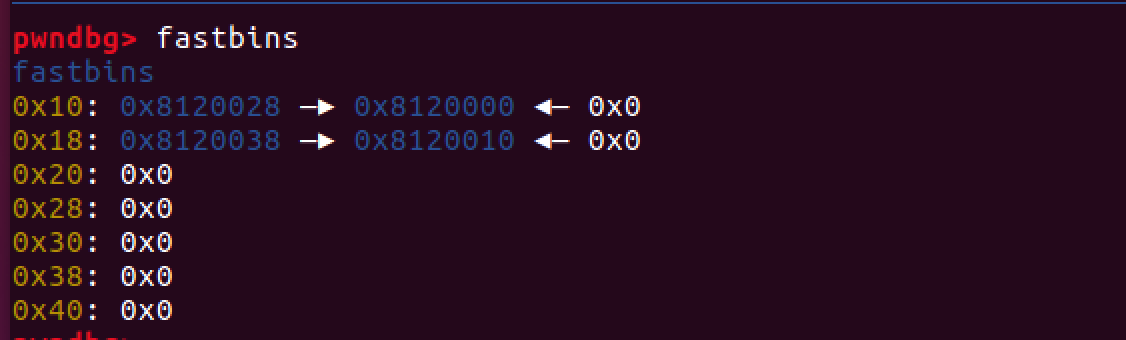 pwndbg> fastbins
fastbins
0x10: 0x8120028 —▸ 0x8120000 ◂— 0x0
0x18: 0x8120038 —▸ 0x8120010 ◂— 0x0
0x20: 0x0
0x28: 0x0
0x30: 0x0
0x38: 0x0
0x40: 0x0